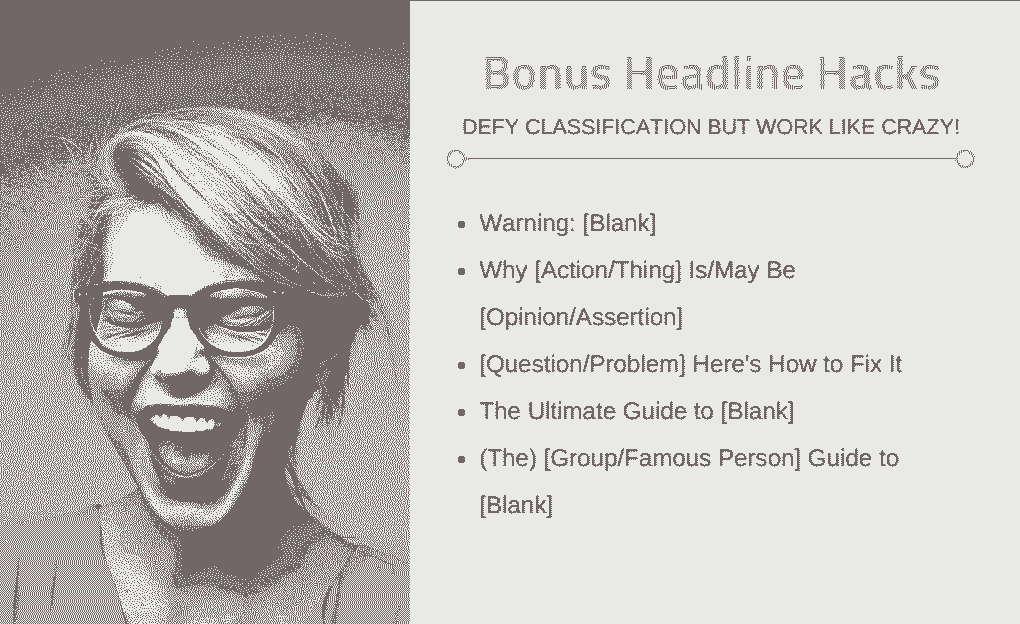 Bonus Headline Hacks
DEFY CLASSIFICATION BUT WORK LIKE CRAZY!
• Warning: [Blank]
• Why [Action/Thing] Is/May Be
[Opinion/Assertion]
• [Question/Problem] Here's How to Fix It
• The Ultimate Guide to [Blank]
• (The) [Group/Famous Person] Guide to
[Blank]